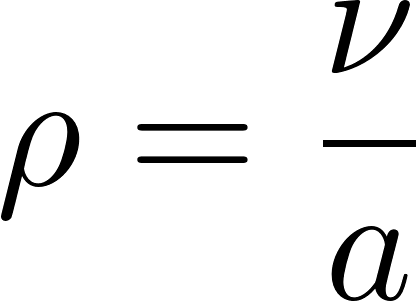 ρ = ν / a